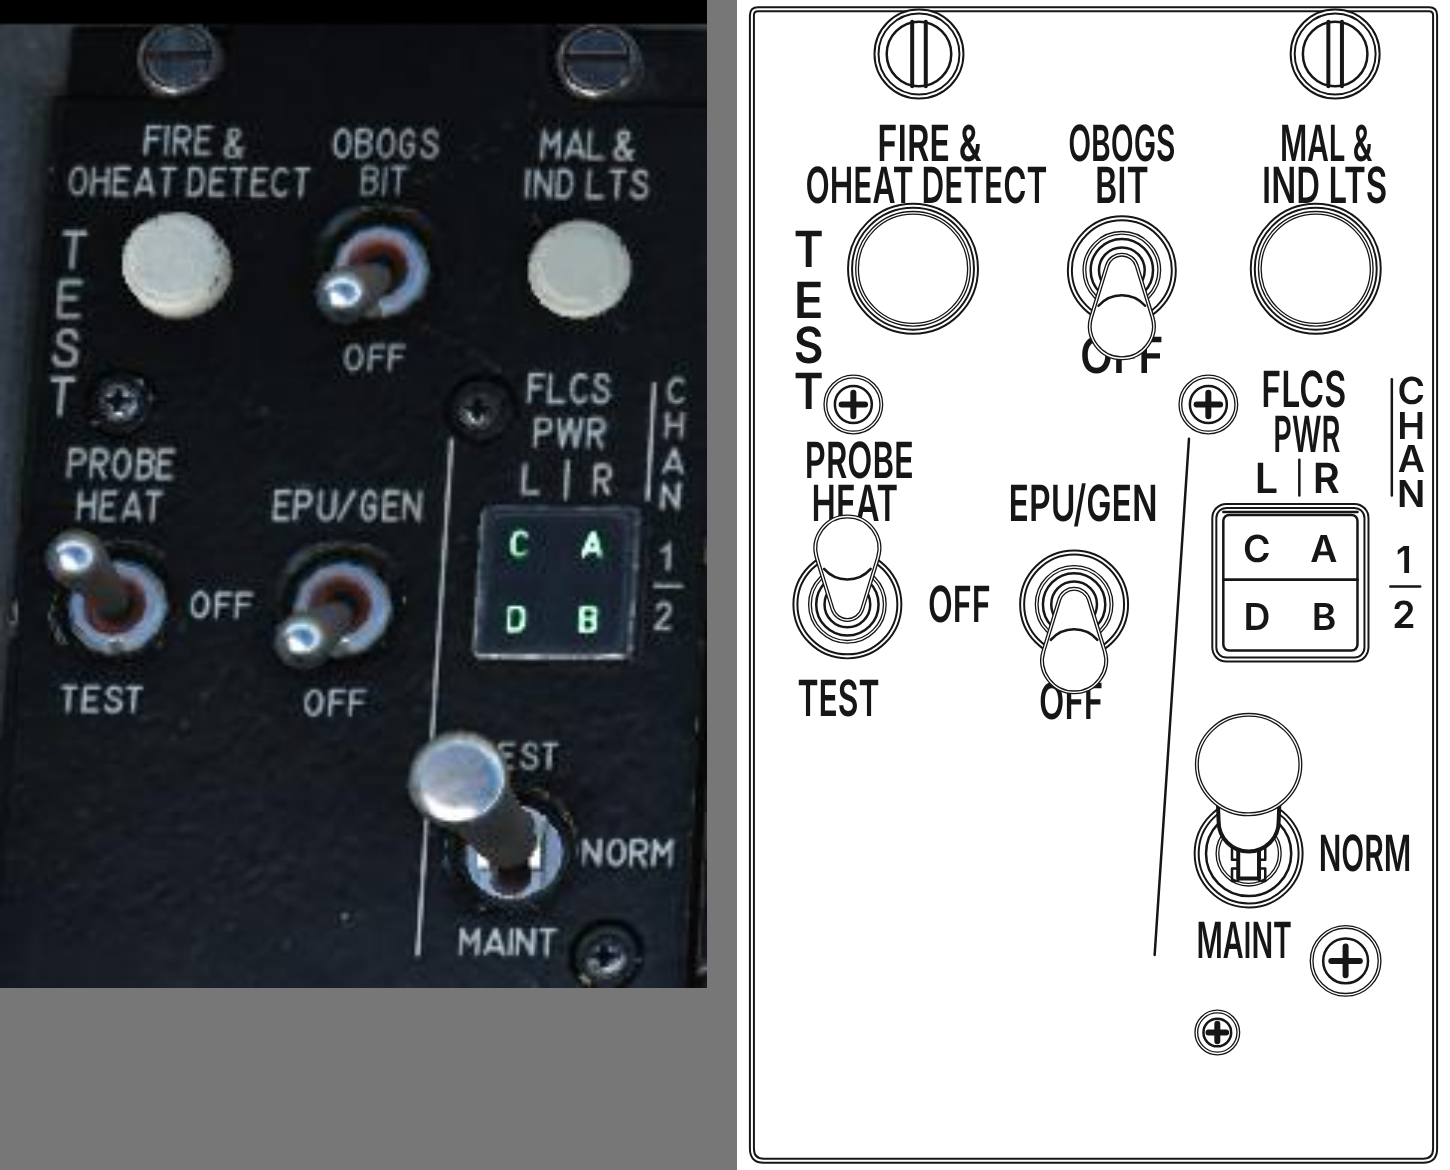 FIRE &
OHEAT DETECT
OBOGS
BIT
MAL &
IND LTS
TEST
OFF
FLCS
PWR
L | R
CHAN
PROBE
HEAT
EPU/GEN
C A
D B
1
2
OFF
TEST
OFF
EST
NORM
MAINT
FIRE &
OHEAT DETECT
OBOGS
BIT
MAL &
IND LTS
TEST
OFF
FLCS
PWR
L | R
CHAN
PROBE
HEAT
EPU/GEN
C A
D B
1
2
OFF
TEST
OFF
NORM
MAINT